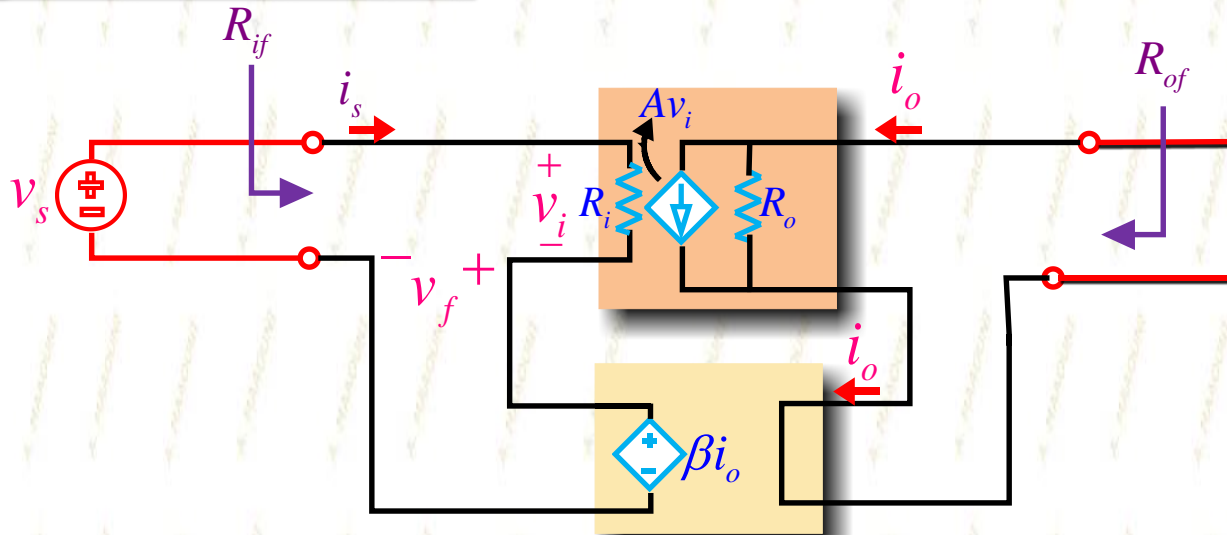 R_if
i_s
Av_i
i_o
R_of
v_s
+
−
+
v_i
−
R_i
R_o
− v_f +
i_o
+
−
βi_o